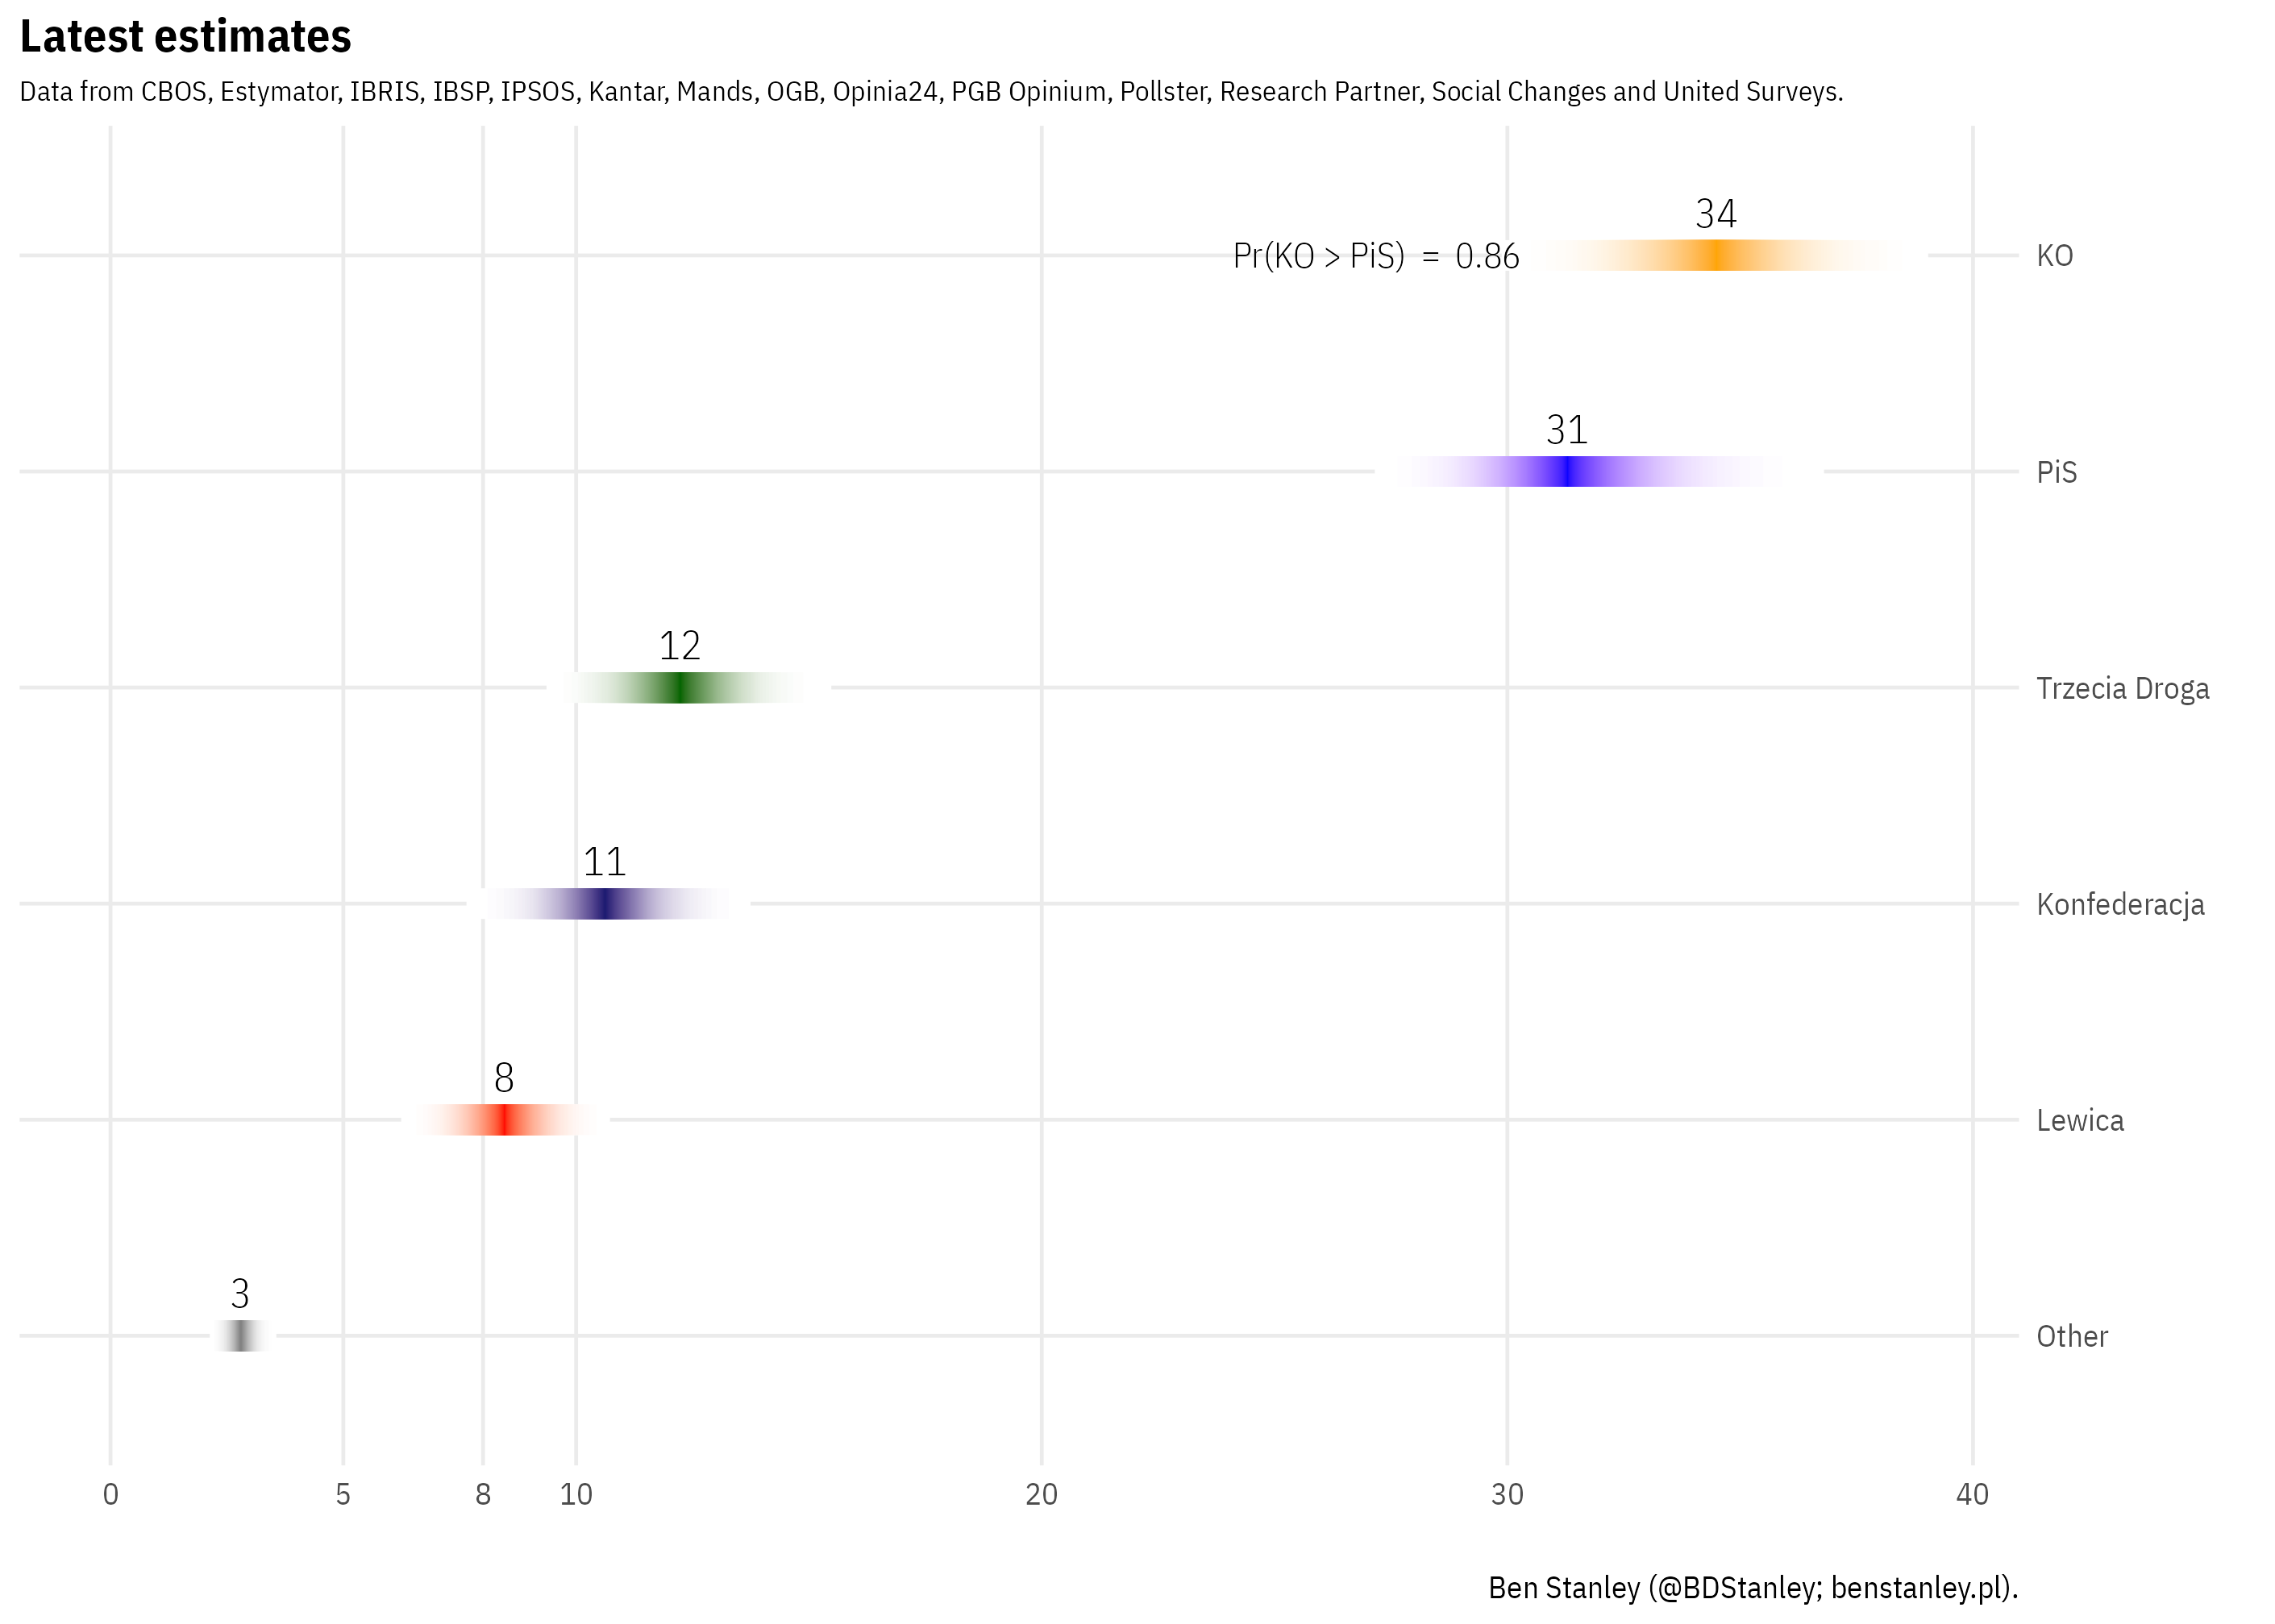 Latest estimates
Data from CBOS, Estymator, IBRIS, IBSP, IPSOS, Kantar, Mands, OGB, Opinia24, PGB Opinium, Pollster, Research Partner, Social Changes and United Surveys.
34
Pr(KO > PiS) = 0.86
KO
31
PiS
12
Trzecia Droga
11
Konfederacja
8
Lewica
3
Other
0 5 8 10 20 30 40
Ben Stanley (@BDStanley; benstanley.pl).